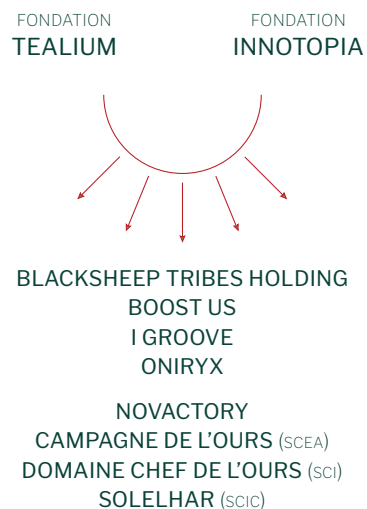 FONDATION
TEALIUM
FONDATION
INNOTOPIA
BLACKSHEEP TRIBES HOLDING
BOOST US
I GROOVE
ONIRYX
NOVACTORY
CAMPAGNE DE L’OURS (SCEA)
DOMAINE CHEF DE L’OURS (SCI)
SOLELHAR (SCIC)